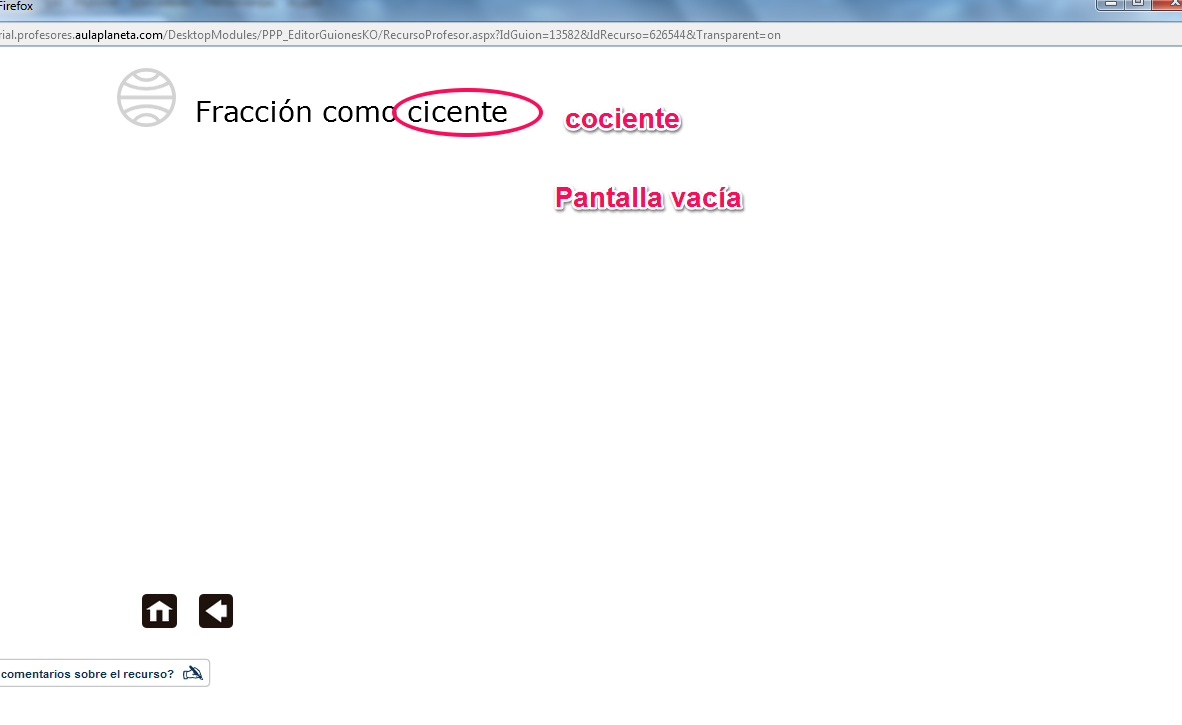 Firefox
rial.profesores.aulaplaneta.com/DesktopModules/PPP_EditorGuionesKO/RecursoProfesor.aspx?IdGuion=13582&IdRecurso=626544&Transparent=on
Fracción como cicente
cociente
Pantalla vacía
comentarios sobre el recurso?